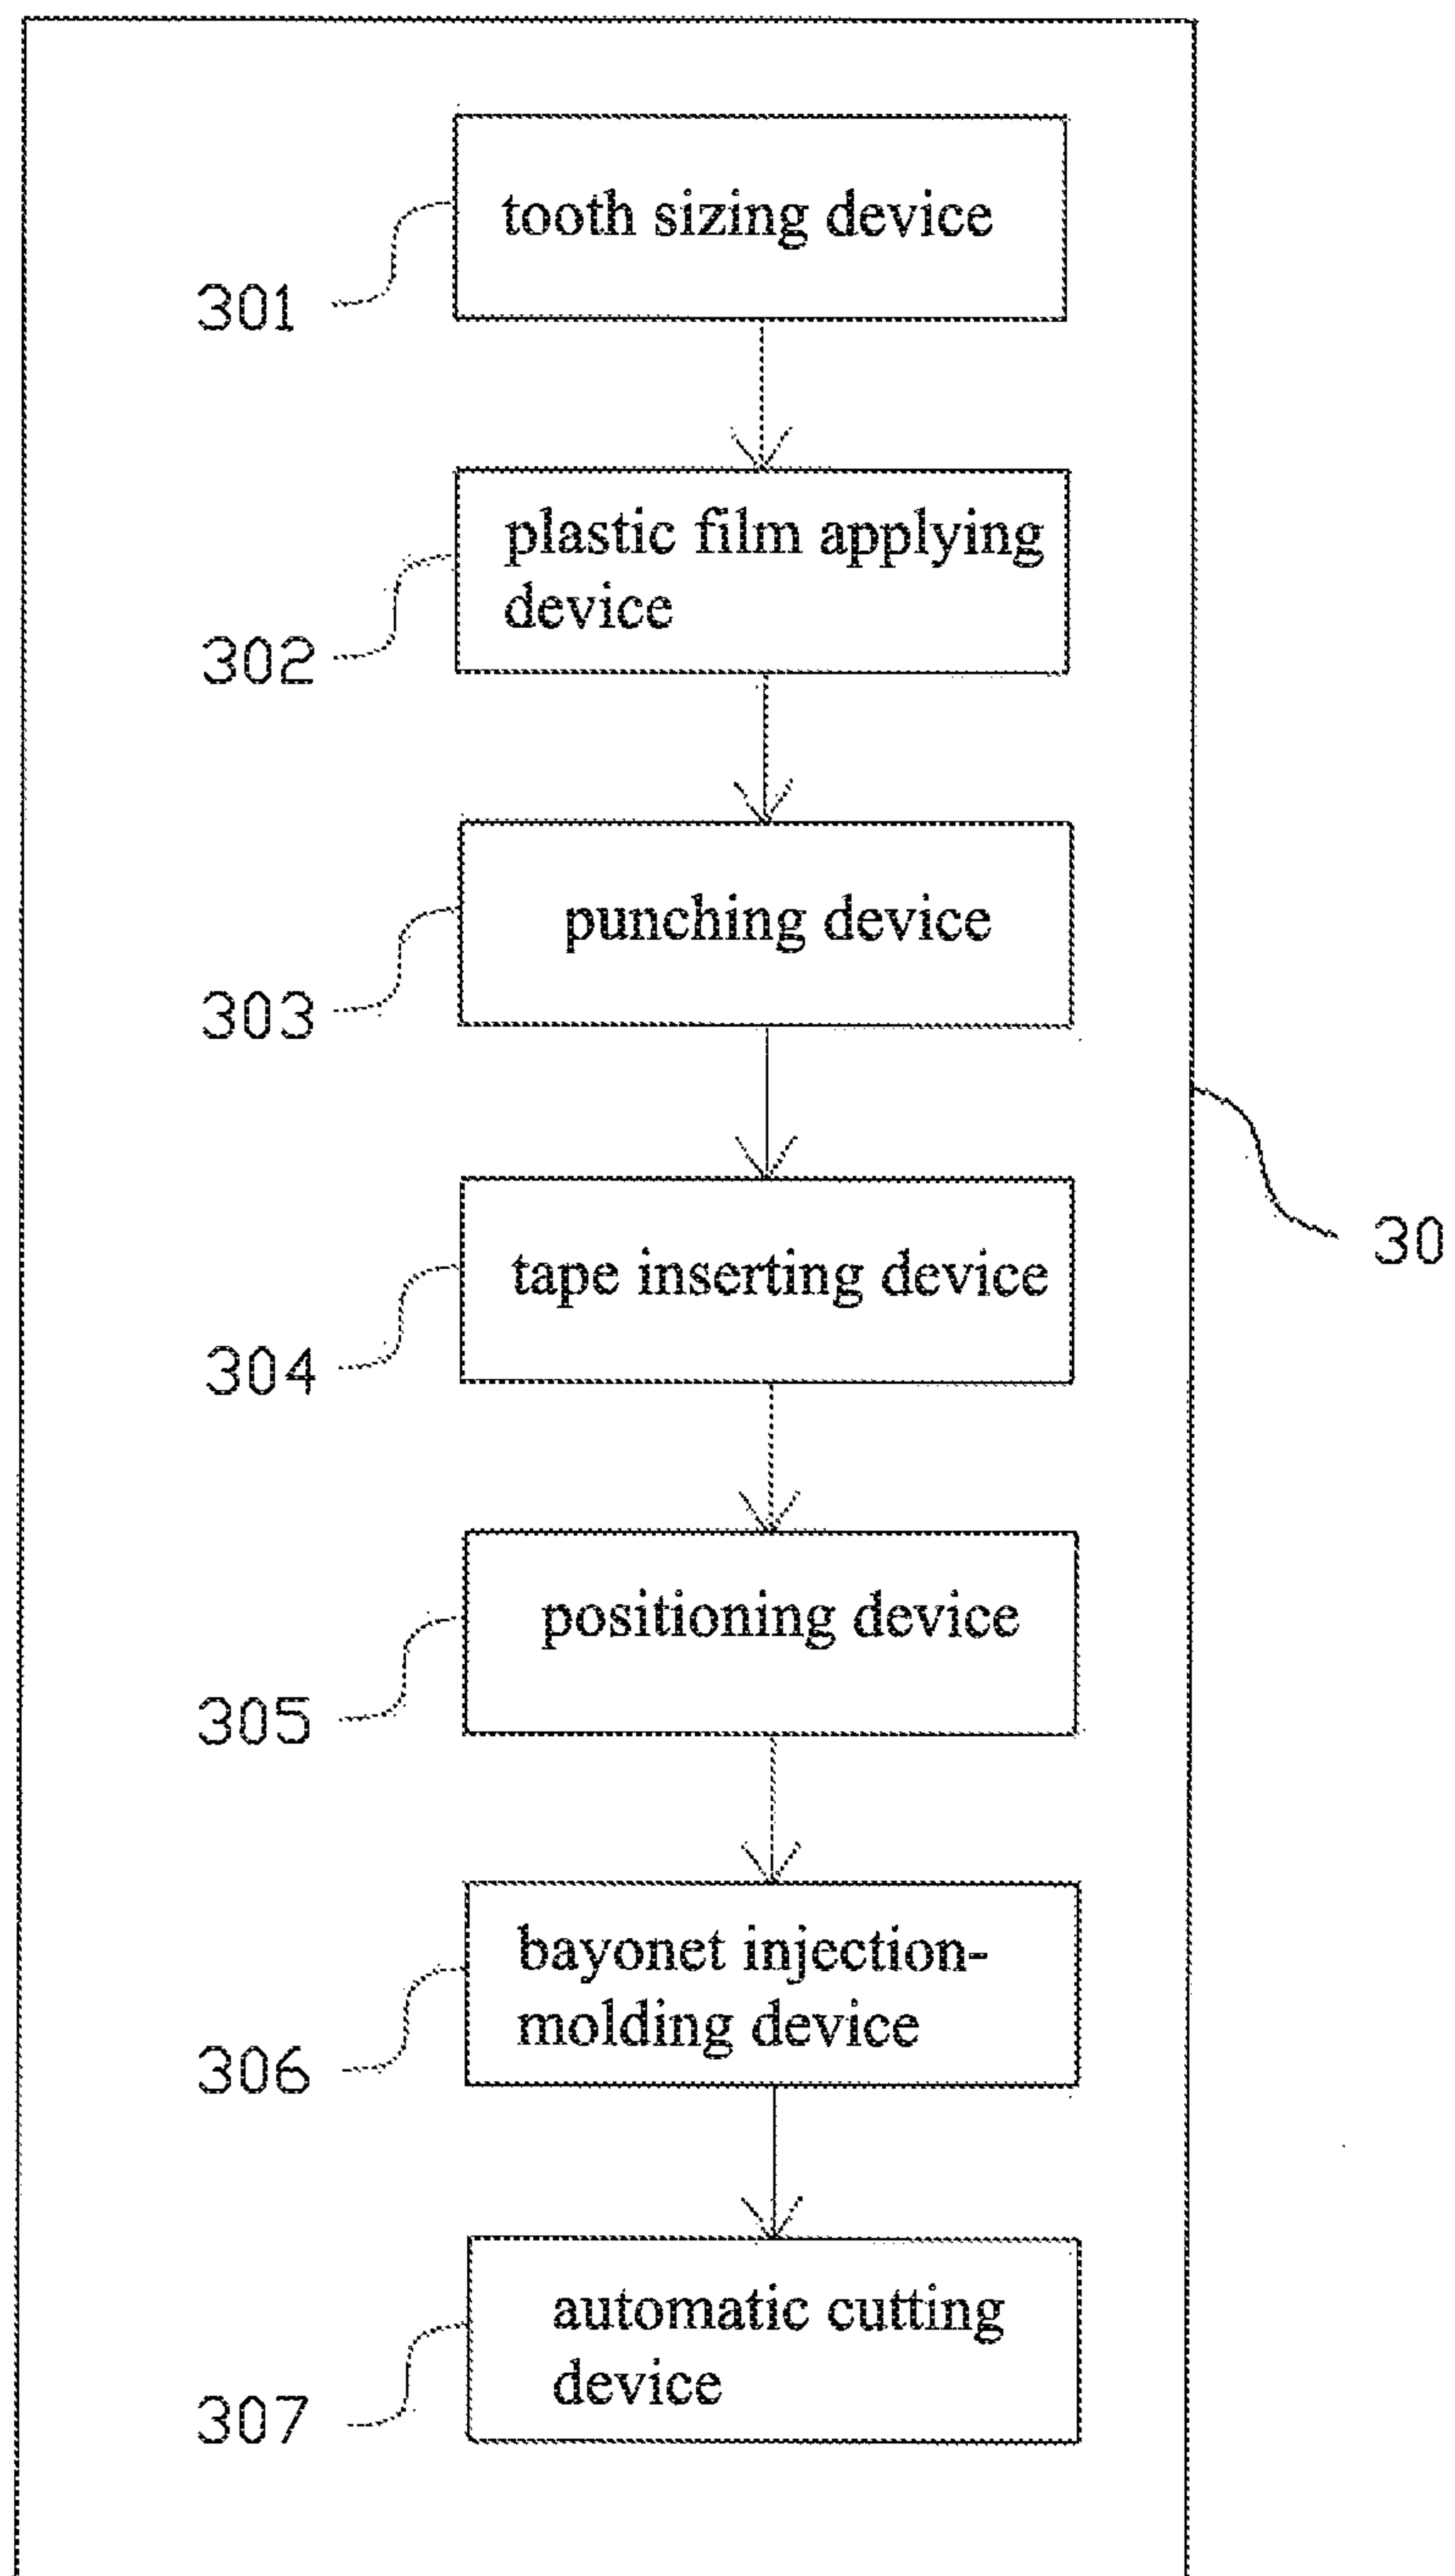 tooth sizing device
301
plastic film applying
device
302
punching device
303
30
tape inserting device
304
positioning device
305
bayonet injection-
molding device
306
automatic cutting
device
307